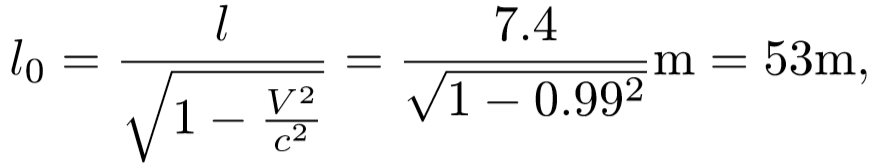 $l_0 = \frac{l}{\sqrt{1 - \frac{V^2}{c^2}}} = \frac{7.4}{\sqrt{1 - 0.99^2}} \mathrm{m} = 53 \mathrm{m},$